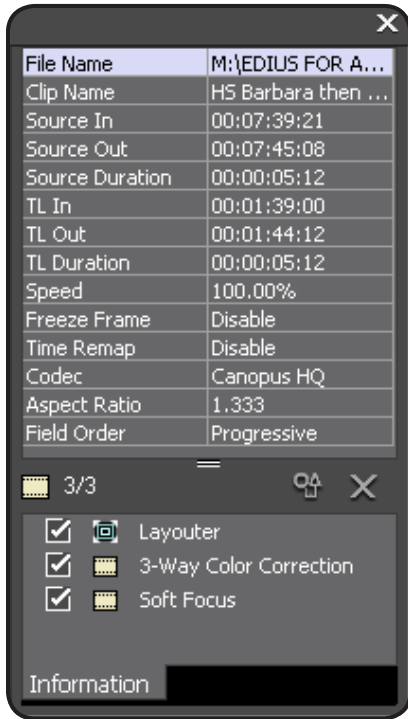 File Name M:\EDIUS FOR A...
Clip Name HS Barbara then ...
Source In 00:07:39:21
Source Out 00:07:45:08
Source Duration 00:00:05:12
TL In 00:01:39:00
TL Out 00:01:44:12
TL Duration 00:00:05:12
Speed 100.00%
Freeze Frame Disable
Time Remap Disable
Codec Canopus HQ
Aspect Ratio 1.333
Field Order Progressive
3/3
Layouter
3-Way Color Correction
Soft Focus
Information